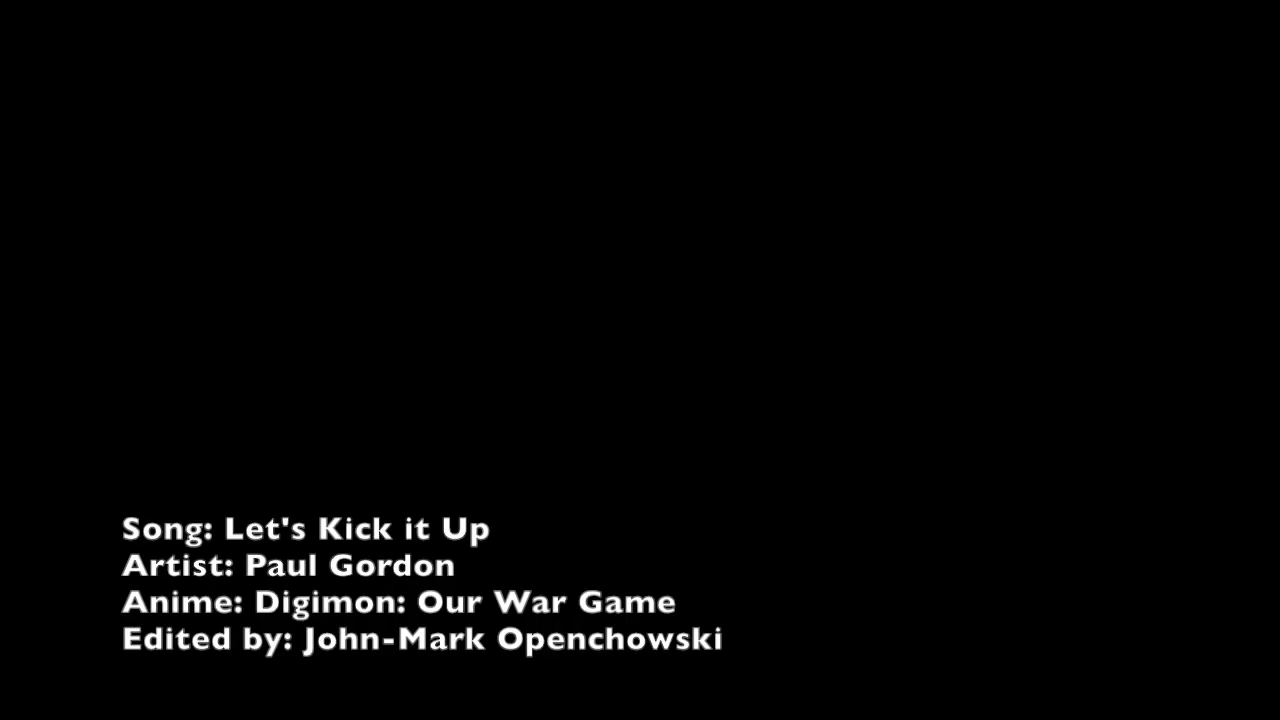 Song: Let's Kick it Up
Artist: Paul Gordon
Anime: Digimon: Our War Game
Edited by: John-Mark Openchowski